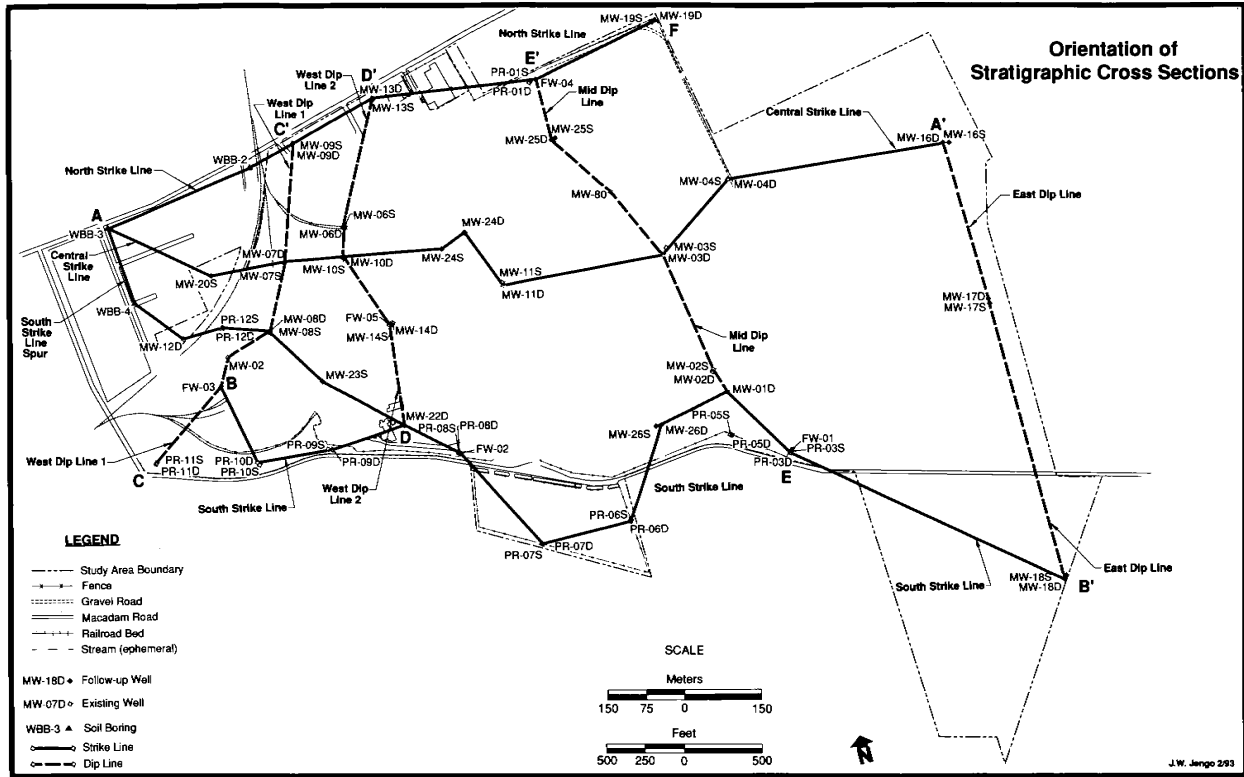 Orientation of
Stratigraphic Cross Sections
MW-19S
MW-19D
F
North Strike Line
E'
PR-01S
PR-01D
FW-04
D'
West Dip
Line 2
MW-13D
MW-13S
Mid Dip
Line
MW-25S
MW-25D
Central Strike Line
A'
MW-16D
MW-16S
West Dip
Line 1
C'
MW-09S
MW-09D
WBB-2
North Strike Line
MW-80
MW-04S
MW-04D
East Dip Line
A
WBB-3
MW-06S
MW-06D
MW-24D
MW-24S
MW-03S
MW-03D
Central
Strike
Line
MW-07D
MW-07S
MW-20S
MW-10S
MW-10D
MW-11S
MW-11D
MW-17D
MW-17S
WBB-4
South
Strike
Line
Spur
PR-12S
PR-12D
MW-12D
MW-08D
MW-08S
FW-05
MW-14D
MW-14S
Mid Dip
Line
MW-02
MW-02S
MW-02D
B
FW-03
MW-23S
MW-01D
MW-22D
PR-08S
PR-08D
D
FW-02
MW-26S
MW-26D
PR-05S
PR-05D
FW-01
PR-03S
PR-03D
E
West Dip Line 1
PR-11S
PR-11D
C
PR-10D
PR-10S
PR-09S
PR-09D
West Dip
Line 2
South Strike Line
South Strike Line
PR-06S
PR-06D
PR-07S
PR-07D
MW-18S
MW-18D
B'
East Dip Line
South Strike Line
LEGEND
Study Area Boundary
Fence
Gravel Road
Macadam Road
Railroad Bed
Stream (ephemeral)
MW-18D Follow-up Well
MW-07D Existing Well
WBB-3 Soil Boring
Strike Line
Dip Line
SCALE
Meters
150 75 0 150
Feet
500 250 0 500
N
J.W. Jengo 2/93